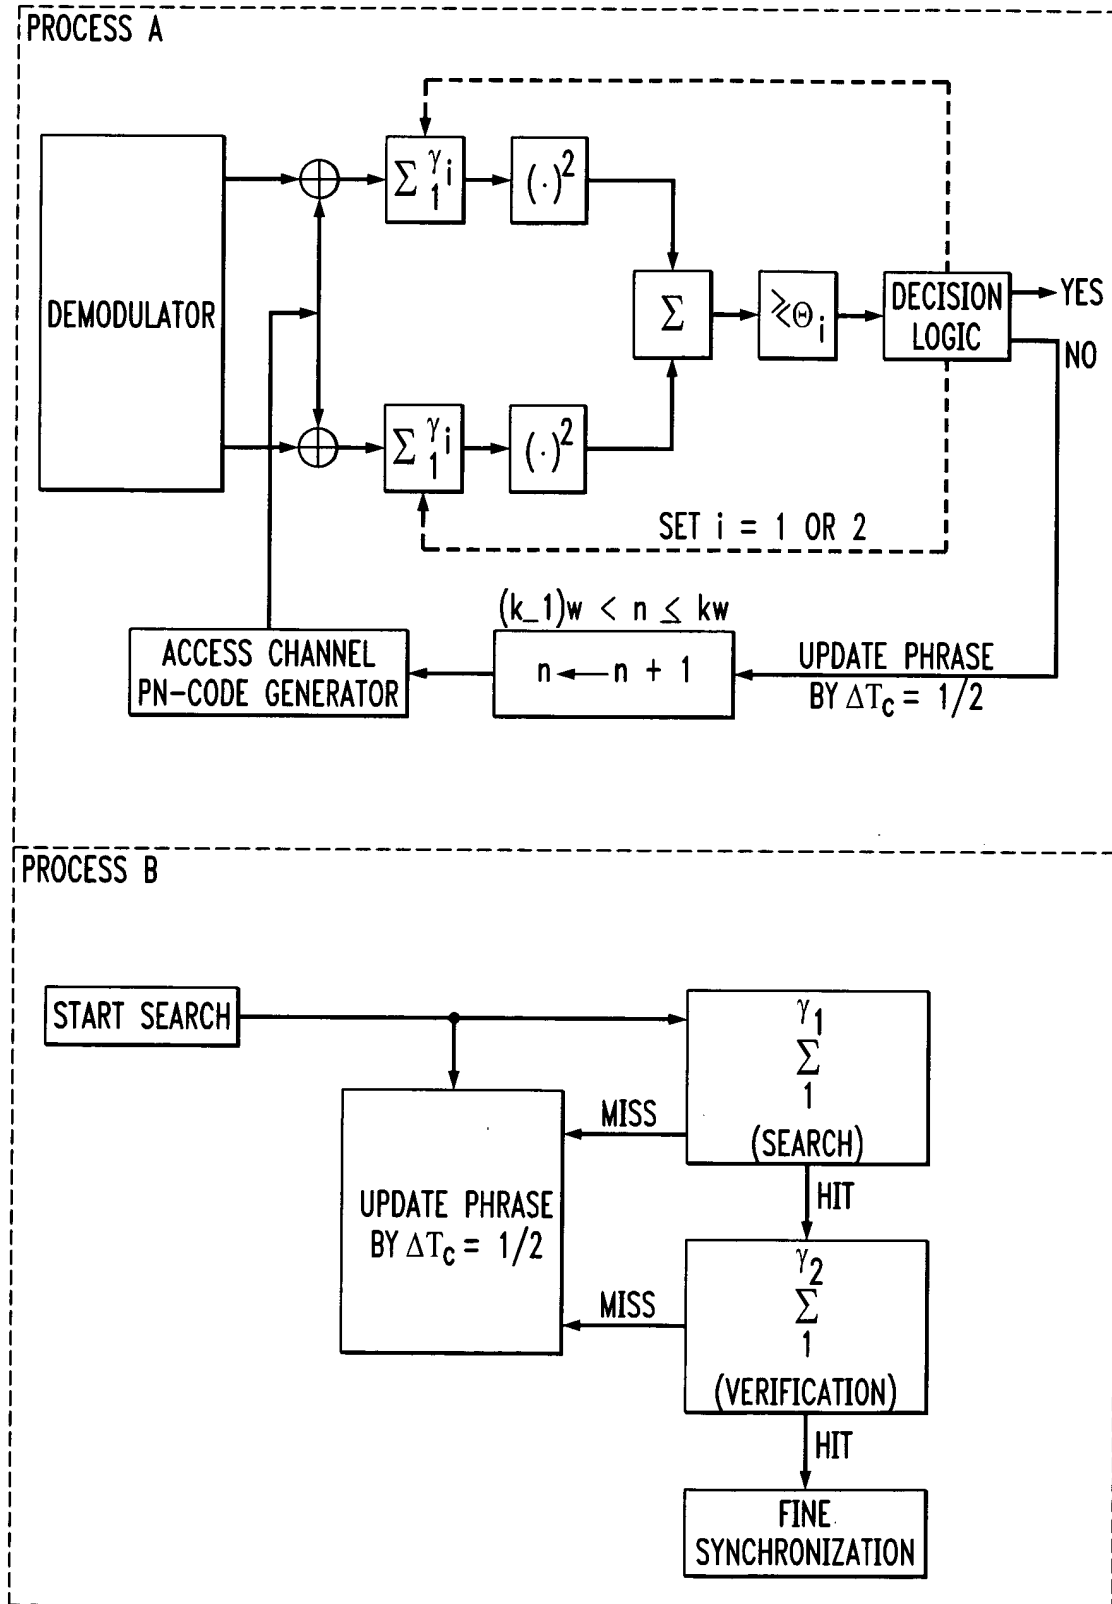 PROCESS A
DEMODULATOR
Σ γi 1
(·)²
Σ
≷Θi
DECISION
LOGIC
YES
NO
Σ γi 1
(·)²
SET i = 1 OR 2
(k_1)w < n ≤ kw
ACCESS CHANNEL
PN-CODE GENERATOR
n ← n + 1
UPDATE PHRASE
BY ΔTc = 1/2
PROCESS B
START SEARCH
γ1
Σ
1
(SEARCH)
MISS
HIT
UPDATE PHRASE
BY ΔTc = 1/2
γ2
Σ
1
(VERIFICATION)
MISS
HIT
FINE
SYNCHRONIZATION